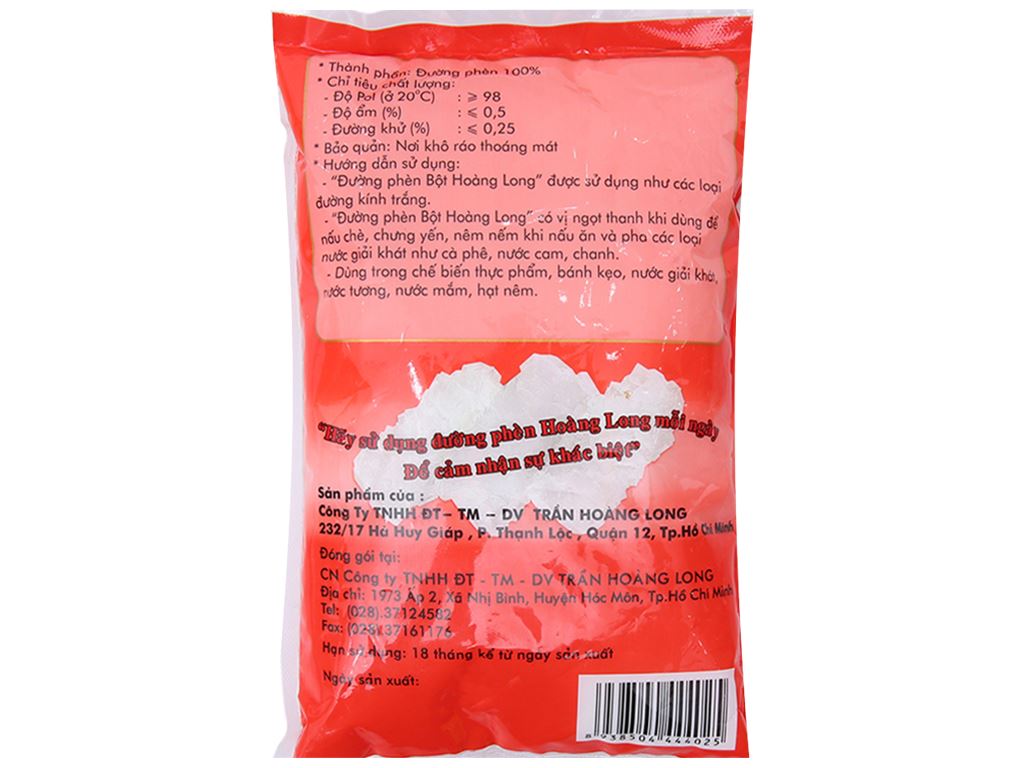 * Thành phần: Đường phèn 100%
* Chỉ tiêu chất lượng:
- Độ Pol (ở 20°C) : ⩾ 98
- Độ ẩm (%) : ⩽ 0,5
- Đường khử (%) : ⩽ 0,25
* Bảo quản: Nơi khô ráo thoáng mát
* Hướng dẫn sử dụng:
- "Đường phèn Bột Hoàng Long" được sử dụng như các loại
đường kính trắng.
- "Đường phèn Bột Hoàng Long" có vị ngọt thanh khi dùng để
nấu chè, chưng yến, nêm nếm khi nấu ăn và pha các loại
nước giải khát như cà phê, nước cam, chanh.
- Dùng trong chế biến thực phẩm, bánh kẹo, nước giải khát,
nước tương, nước mắm, hạt nêm.
"Hãy sử dụng đường phèn Hoàng Long mỗi ngày
Để cảm nhận sự khác biệt"
Sản phẩm của :
Công Ty TNHH ĐT – TM – DV TRẦN HOÀNG LONG
232/17 Hà Huy Giáp , P. Thạnh Lộc , Quận 12, Tp.Hồ Chí Minh
Đóng gói tại:
CN Công ty TNHH ĐT - TM - DV TRẦN HOÀNG LONG
Địa chỉ: 1973 Ấp 2, Xã Nhị Bình, Huyện Hóc Môn, Tp.Hồ Chí Minh
Tel: (028).37124582
Fax: (028).37161176
Hạn sử dụng: 18 tháng kể từ ngày sản xuất
Ngày sản xuất:
8 938504 444025